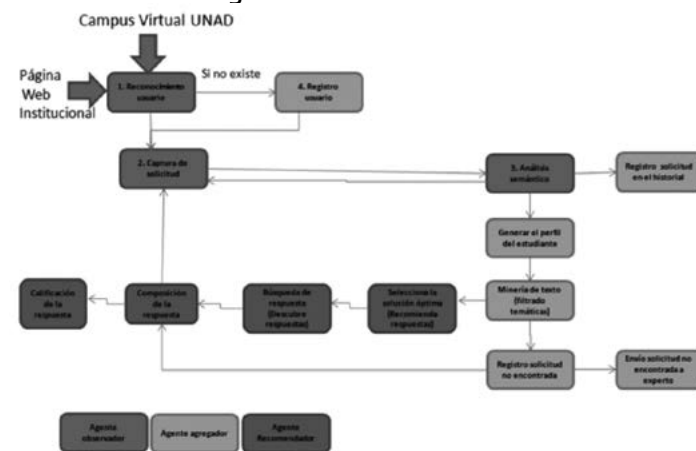 Campus Virtual UNAD
Página
Web
Institucional
1. Reconocimiento
usuario
Si no existe
4. Registro
usuario
2. Captura de
solicitud
3. Análisis
semántico
Registro solicitud
en el historial
Generar el perfil
del estudiante
Minería de texto
(filtrado
temáticas)
Selecciona la
solución óptima
(Recomienda
respuestas)
Búsqueda de
respuesta
(Descubre
respuestas)
Composición
de la
respuesta
Calificación
de la
respuesta
Registro solicitud
no encontrada
Envío solicitud no
encontrada a
experto
Agente
observador
Agente agregador
Agente
Recomendador